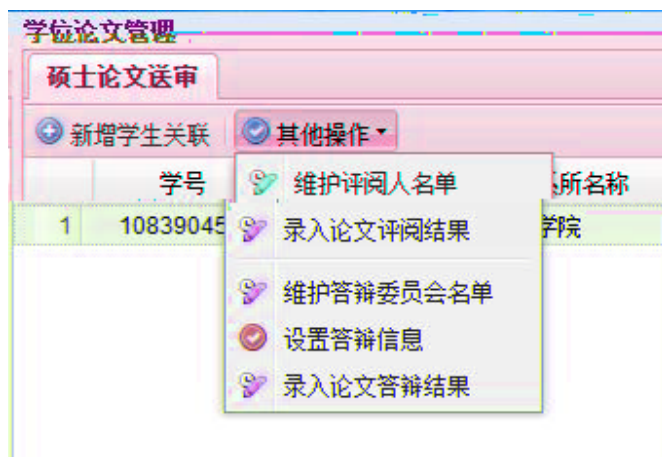 学位论文管理
硕士论文送审
新增学生关联 其他操作
学号 所名称
1 10839045 学院
维护评阅人名单
录入论文评阅结果
维护答辩委员会名单
设置答辩信息
录入论文答辩结果